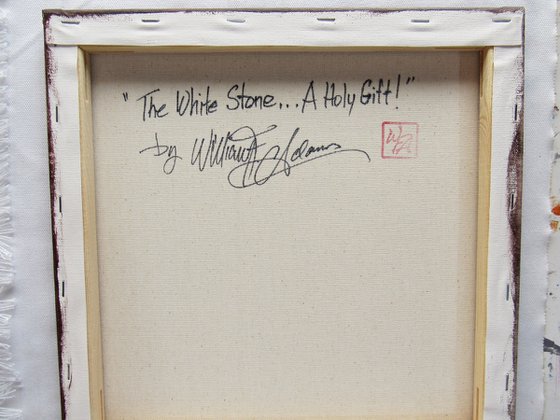 "The White Stone...A Holy Gift!"
by William F Adams